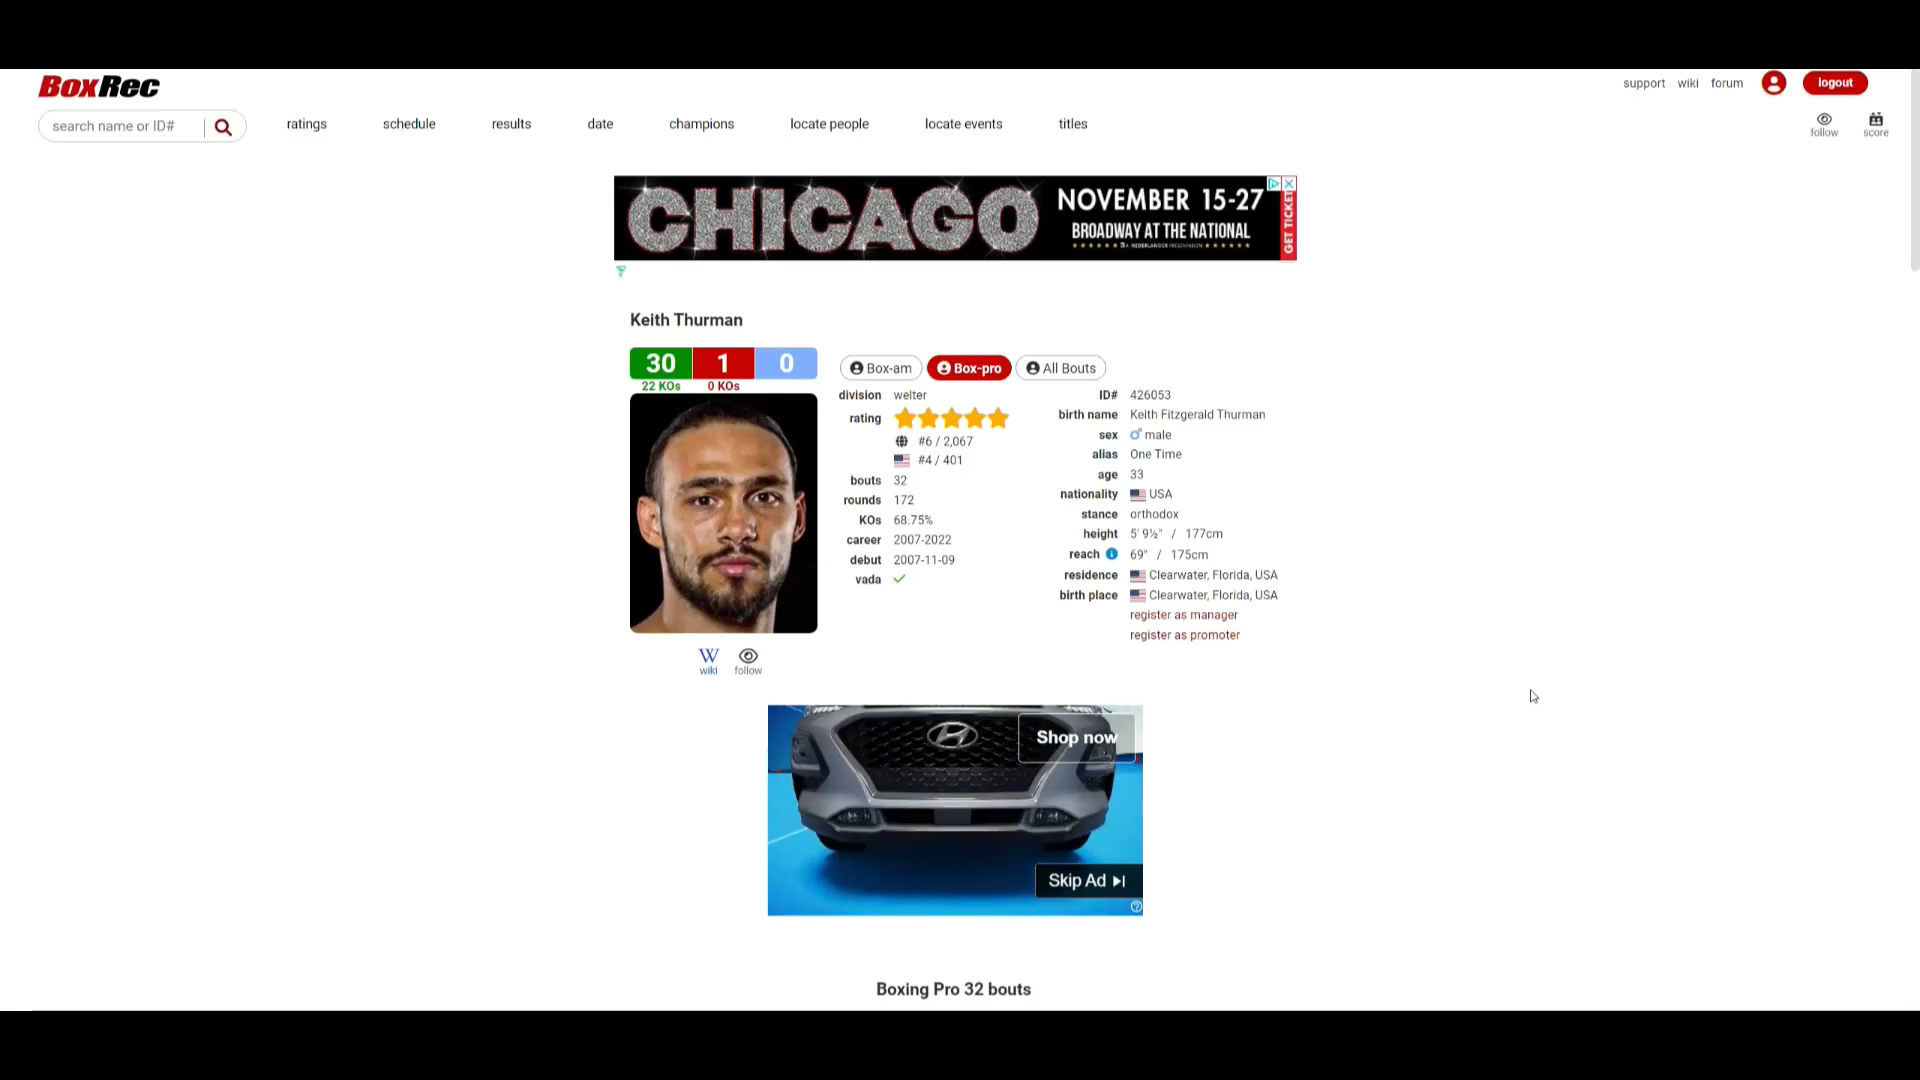 BoxRec
support wiki forum logout
search name or ID#
ratings schedule results date champions locate people locate events titles
follow score
CHICAGO
NOVEMBER 15-27
BROADWAY AT THE NATIONAL
GET TICKETS
Keith Thurman
30 1 0
22 KOs 0 KOs
Box-am Box-pro All Bouts
division welter
rating
#6 / 2,067
#4 / 401
bouts 32
rounds 172
KOs 68.75%
career 2007-2022
debut 2007-11-09
vada
ID# 426053
birth name Keith Fitzgerald Thurman
sex male
alias One Time
age 33
nationality USA
stance orthodox
height 5' 9½" / 177cm
reach 69" / 175cm
residence Clearwater, Florida, USA
birth place Clearwater, Florida, USA
register as manager
register as promoter
W
wiki follow
Shop now
Skip Ad
Boxing Pro 32 bouts